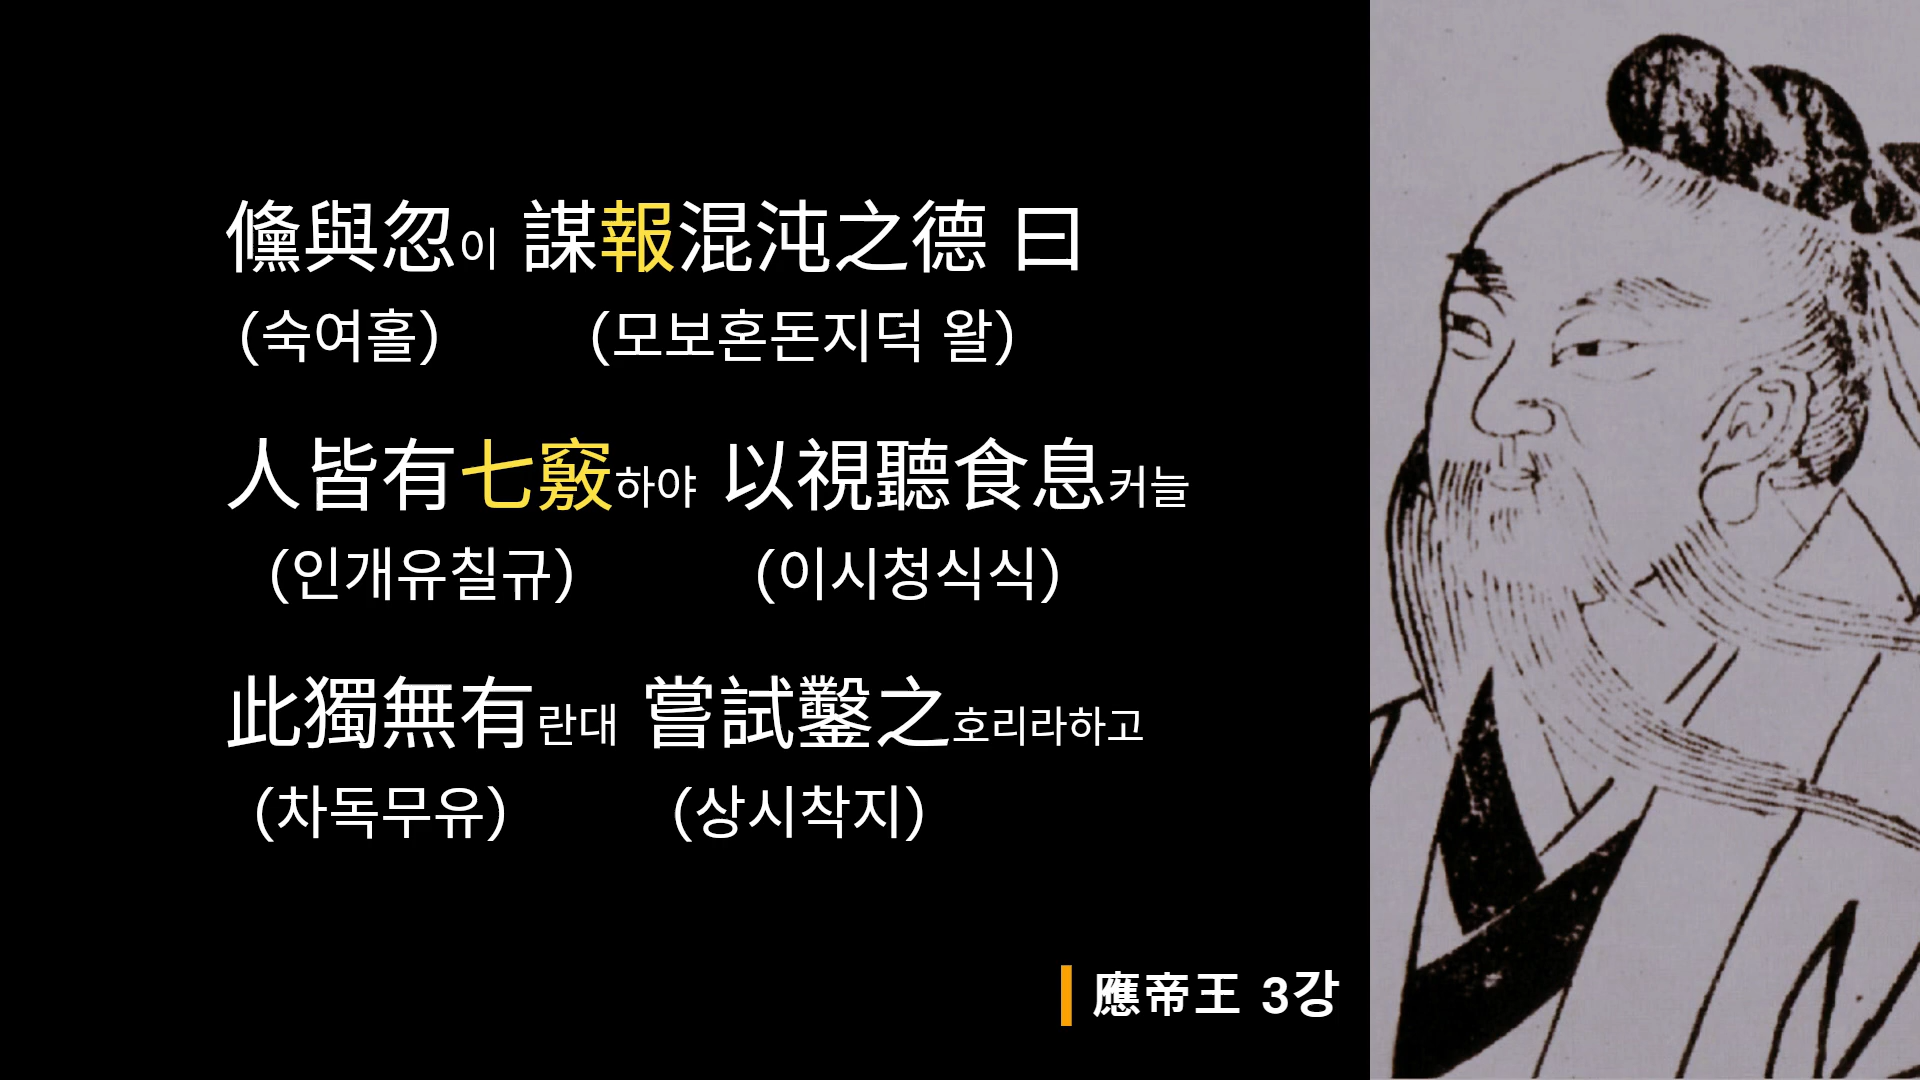 儵與忽이 謀報混沌之德 曰
(숙여홀) (모보혼돈지덕 왈)
人皆有七竅하야 以視聽食息커늘
(인개유칠규) (이시청식식)
此獨無有란대 嘗試鑿之호리라하고
(차독무유) (상시착지)
應帝王 3강